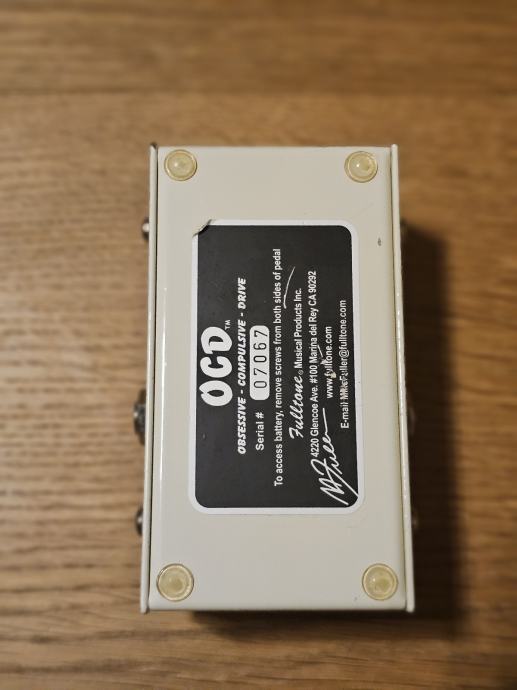 OCD™
OBSESSIVE - COMPULSIVE - DRIVE
Serial # 07067
To access battery, remove screws from both sides of pedal
Fulltone® Musical Products Inc.
4220 Glencoe Ave. #100 Marina del Rey CA 90292
www.fulltone.com
E-mail MikeFuller@fulltone.com
M Fuller